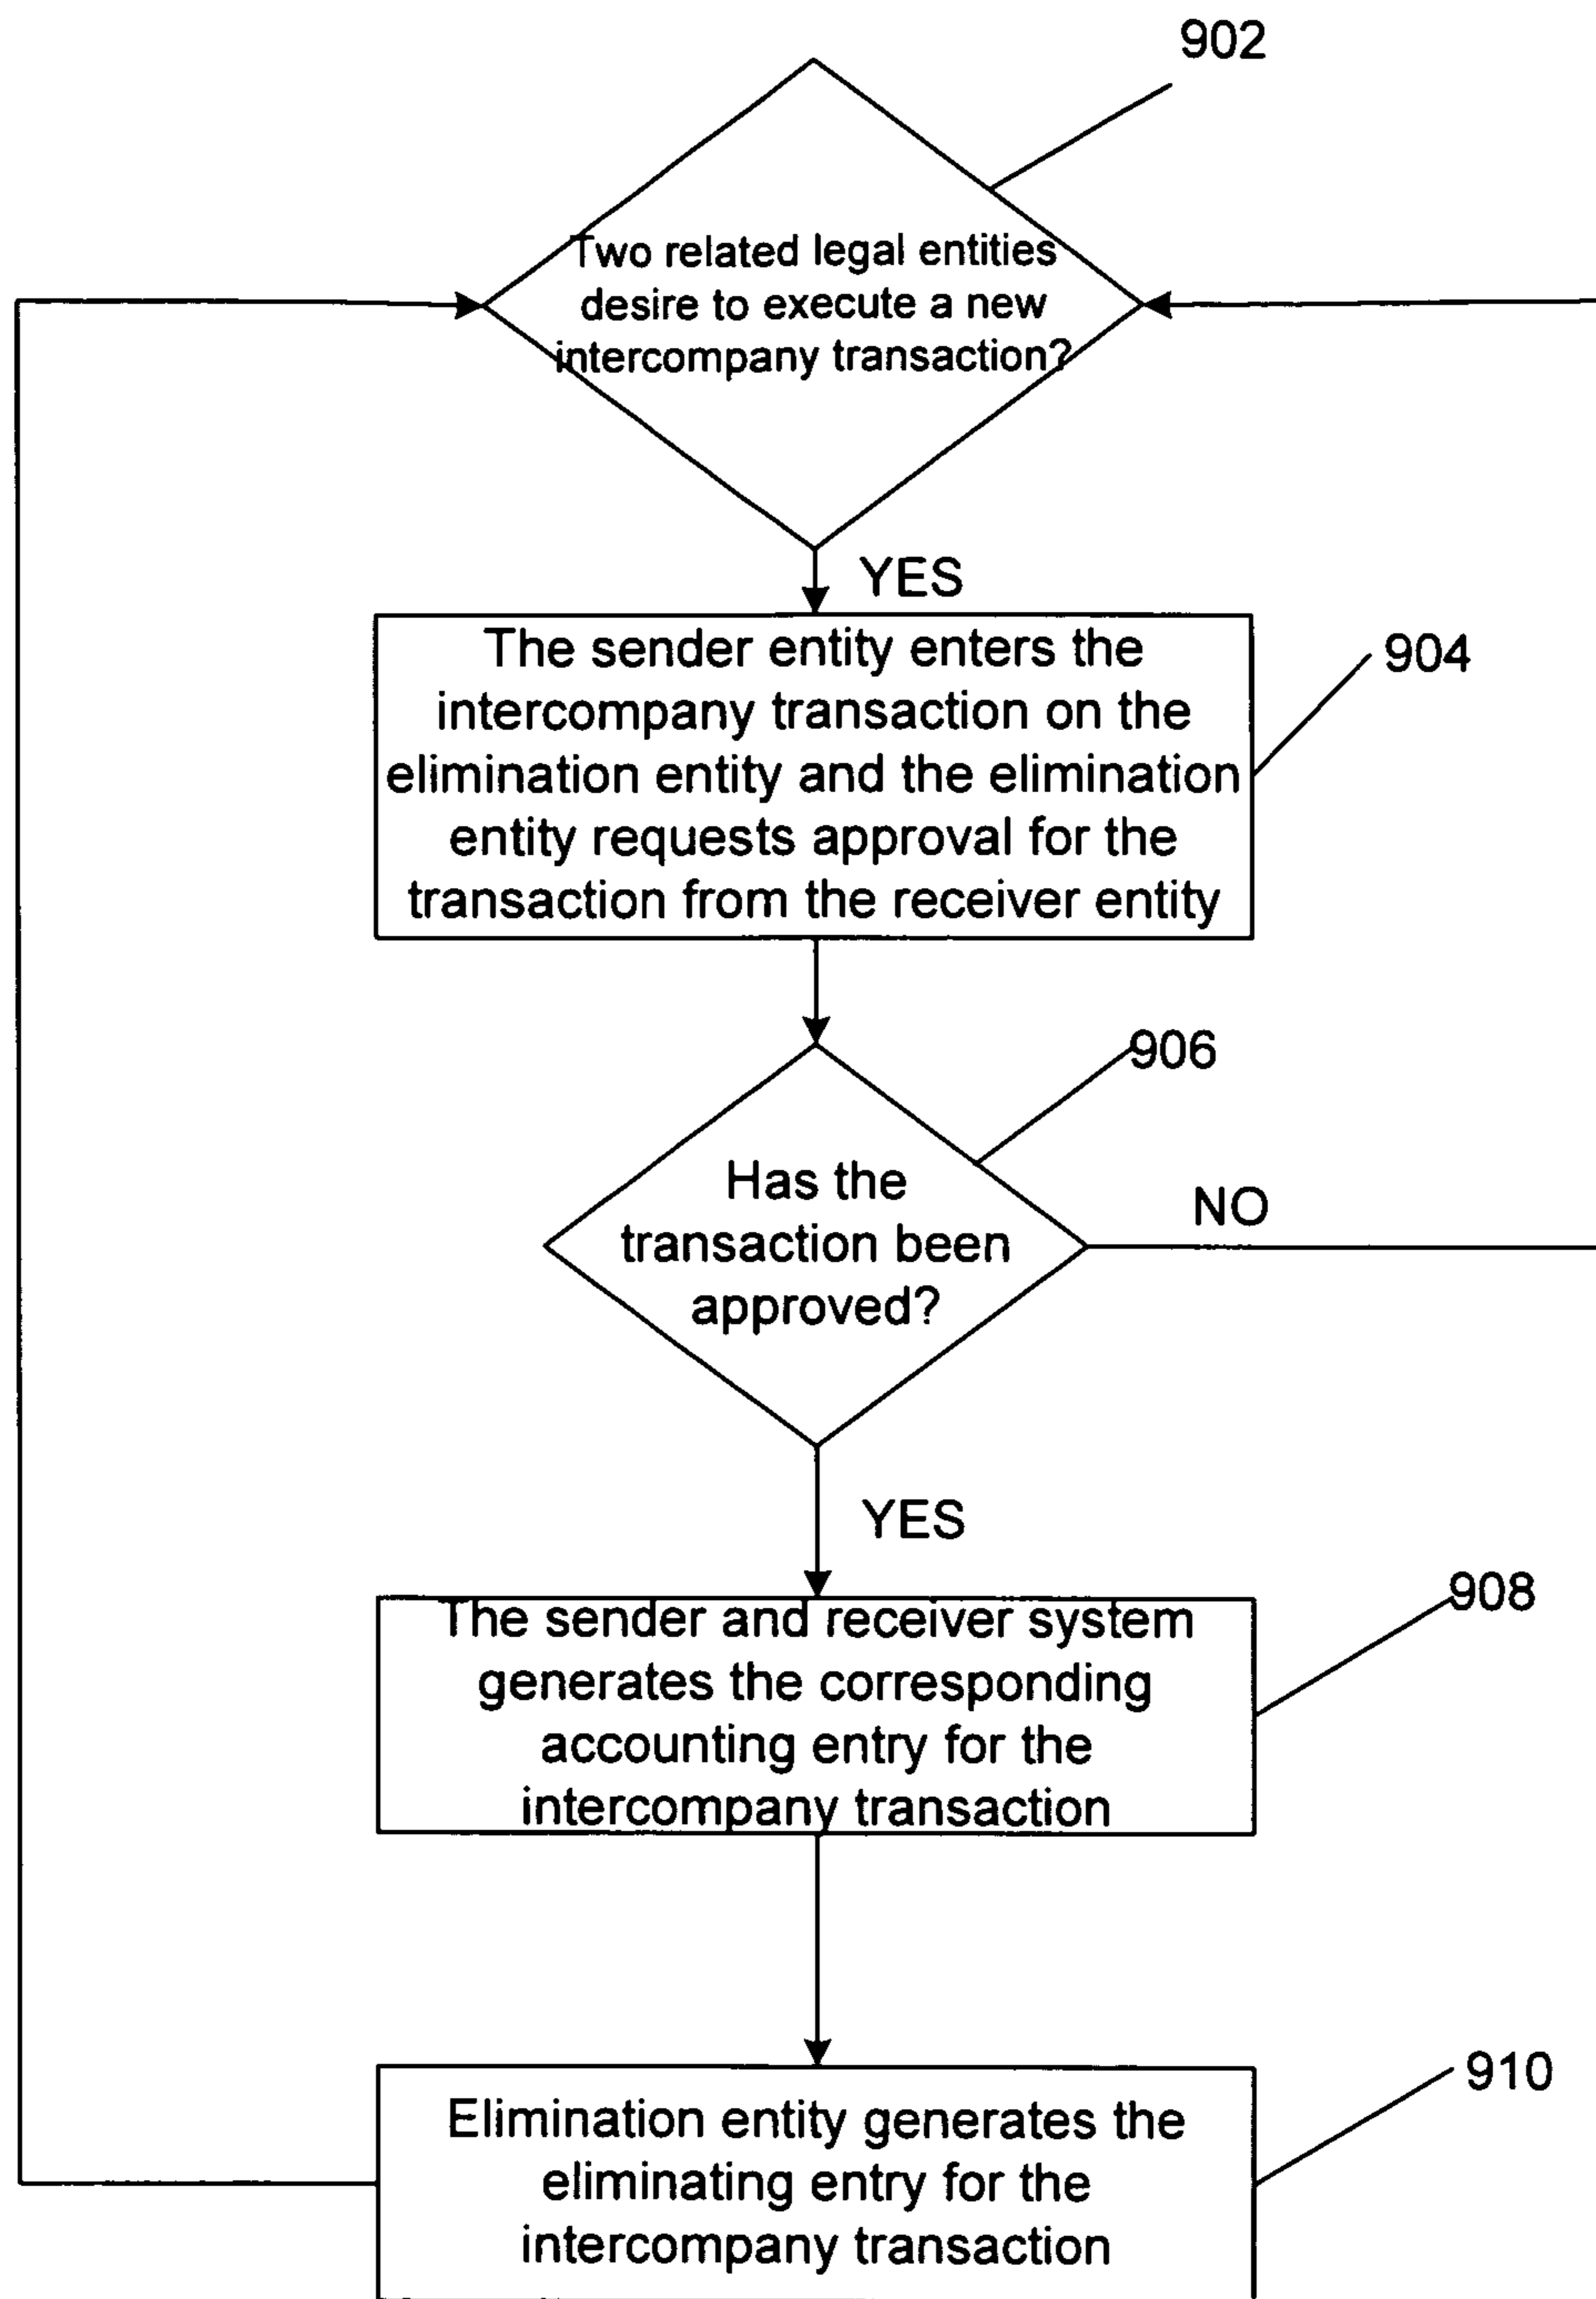 902
Two related legal entities
desire to execute a new
intercompany transaction?
YES
The sender entity enters the
intercompany transaction on the
elimination entity and the elimination
entity requests approval for the
transaction from the receiver entity
904
906
Has the
transaction been
approved?
NO
YES
The sender and receiver system
generates the corresponding
accounting entry for the
intercompany transaction
908
Elimination entity generates the
eliminating entry for the
intercompany transaction
910